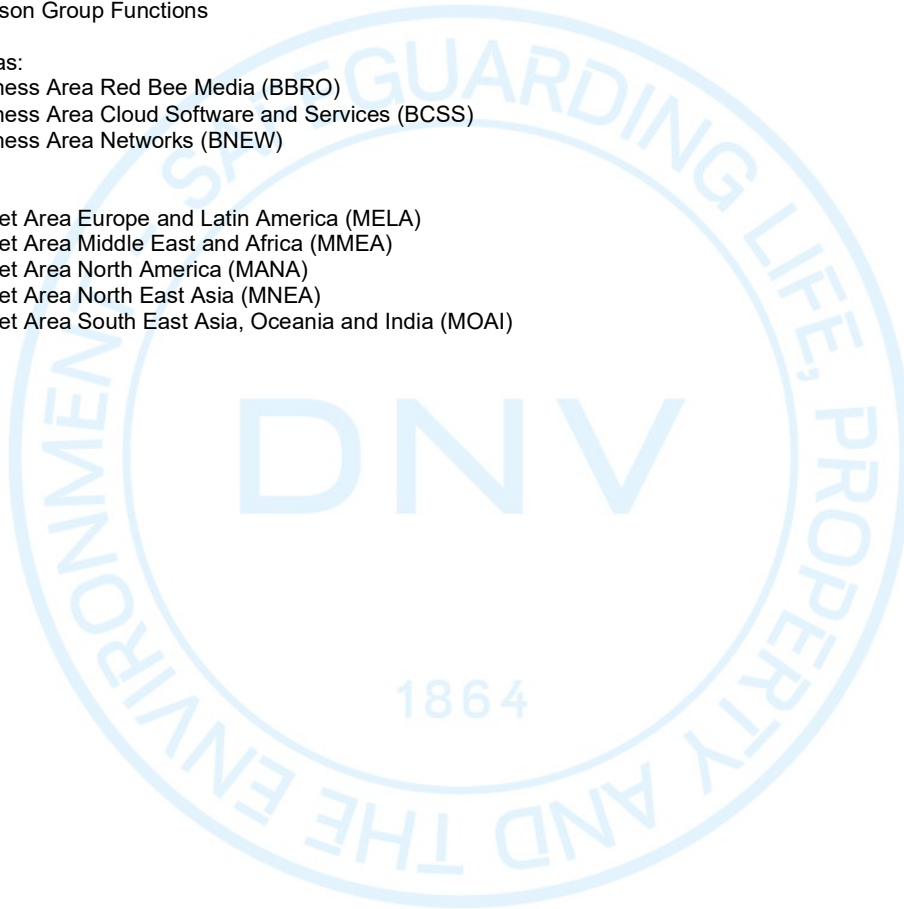 son Group Functions
as:
ness Area Red Bee Media (BBRO)
ness Area Cloud Software and Services (BCSS)
ness Area Networks (BNEW)
et Area Europe and Latin America (MELA)
et Area Middle East and Africa (MMEA)
et Area North America (MANA)
et Area North East Asia (MNEA)
et Area South East Asia, Oceania and India (MOAI)
SAFEGUARDING LIFE, PROPERTY AND THE ENVIRONMENT
DNV
1864